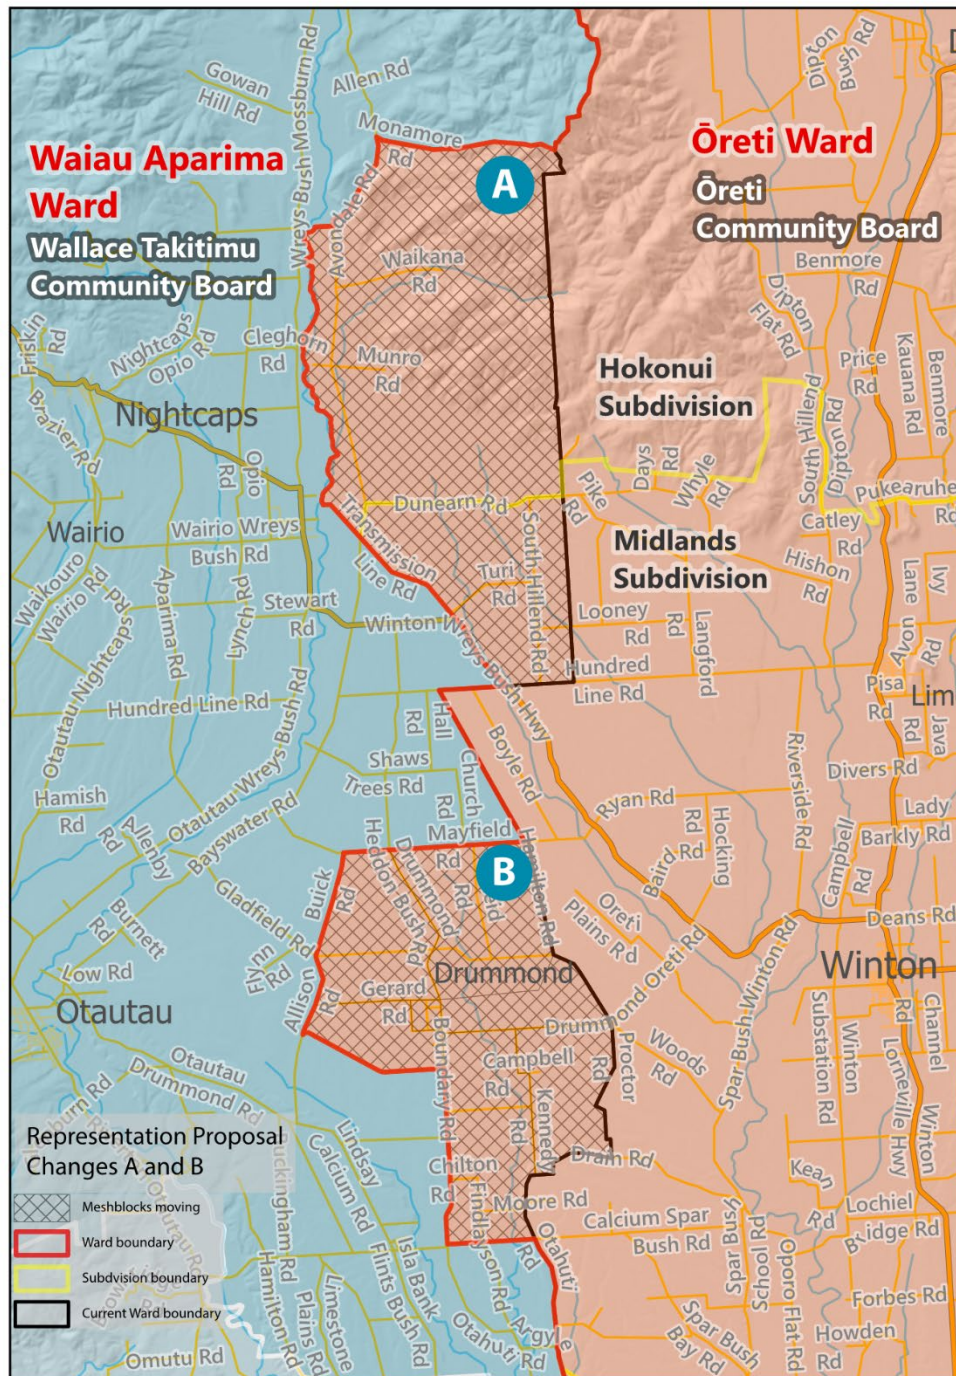 Dipton
Bush Rd
Gowan
Hill Rd
Allen Rd
Wreys Bush Mossburn Rd
Monamore
Rd
Waiau Aparima
Ward
Wallace Takitimu
Community Board
A
Ōreti Ward
Ōreti
Community Board
Avondale Rd
Waikana
Rd
Benmore
Rd
Dipton
Flat Rd
Friskin
Rd
Nightcaps
Opio Rd
Cleghorn
Rd
Munro
Rd
Price
Rd
Kauana Rd
Benmore
Hokonui
Subdivision
Brazier Rd
Nightcaps
Opio
Rd
South Hillend
Dipton Rd
Days
Rd
Whyle
Rd
Pike
Rd
Dunearn Rd
Pukearuhe
Rd
Catley
Rd
Wairio
Wairio Wreys
Bush Rd
Transmission
Line Rd
Midlands
Subdivision
Hishon
Rd
Waikouro
Wairio Rd
Aparima Rd
Lynch Rd
Turi
Rd
South Hillend Rd
Lane
Ivy
Stewart
Rd
Winton Wreys Bush Hwy
Looney
Rd
Langford
Rd
Avon
Rd
Otautau Nightcaps Rd
Hundred
Line Rd
Pisa
Rd
Lim
Hundred Line Rd
Hall
Rd
Boyle Rd
Java
Rd
Otautau Wreys Bush Rd
Shaws
Trees Rd
Church
Rd
Riverside Rd
Divers Rd
Hamish
Rd
Allenby
Rd
Bayswater Rd
Ryan Rd
Hocking
Rd
Lady
Barkly Rd
Campbell
Rd
Mayfield
Rd
Hamilton Rd
B
Heddon Bush Rd
Drummond
Baird
Rd
Buick
Rd
Gladfield Rd
Burnett
Rd
Oreti
Plains Rd
Deans Rd
Flynn
Rd
Low Rd
Drummond
Winton
Otautau
Allison
Rd
Gerard
Rd
Drummond Oreti Rd
Spar Bush Winton Rd
Boundary Rd
Campbell
Rd
Proctor
Rd
Woods
Rd
Substation Rd
Winton
Channel
Rd
Lorneville Hwy
Winton
Otautau
Drummond Rd
Kennedy
Rd
Lindsay
Calcium Rd
Chilton
Rd
Drain Rd
Kean
Rd
Lochiel
Bridge Rd
Representation Proposal
Changes A and B
Meshblocks moving
Ward boundary
Subdvision boundary
Current Ward boundary
Moore Rd
Findlayson Rd
Otahuti
Calcium Spar
Bush Rd
Spar Bush
School Rd
Oporo Flat Rd
Isla Bank
Flints Bush Rd
Hamilton Rd
Plains Rd
Limestone
Otahuti Rd
Argyle
Forbes Rd
Spar Bush
Bay Rd
Howden
Omutu Rd